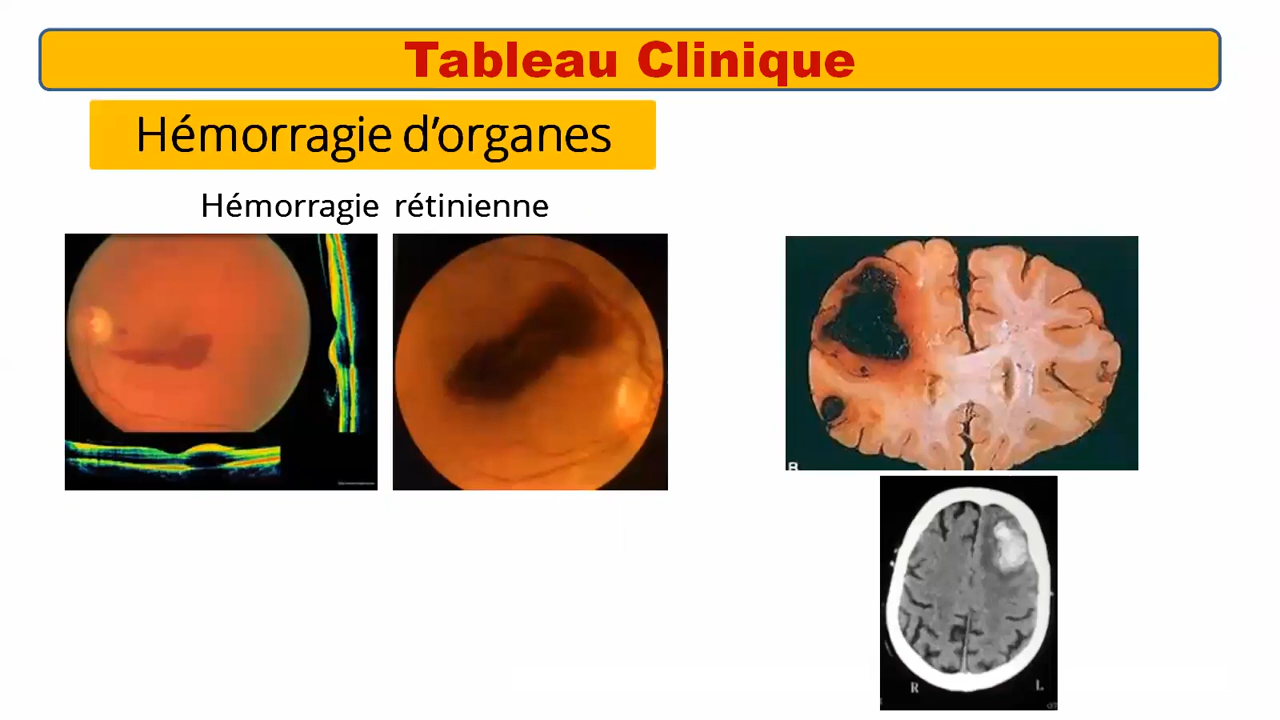 Tableau Clinique
Hémorragie d'organes
Hémorragie rétinienne
B
R
L